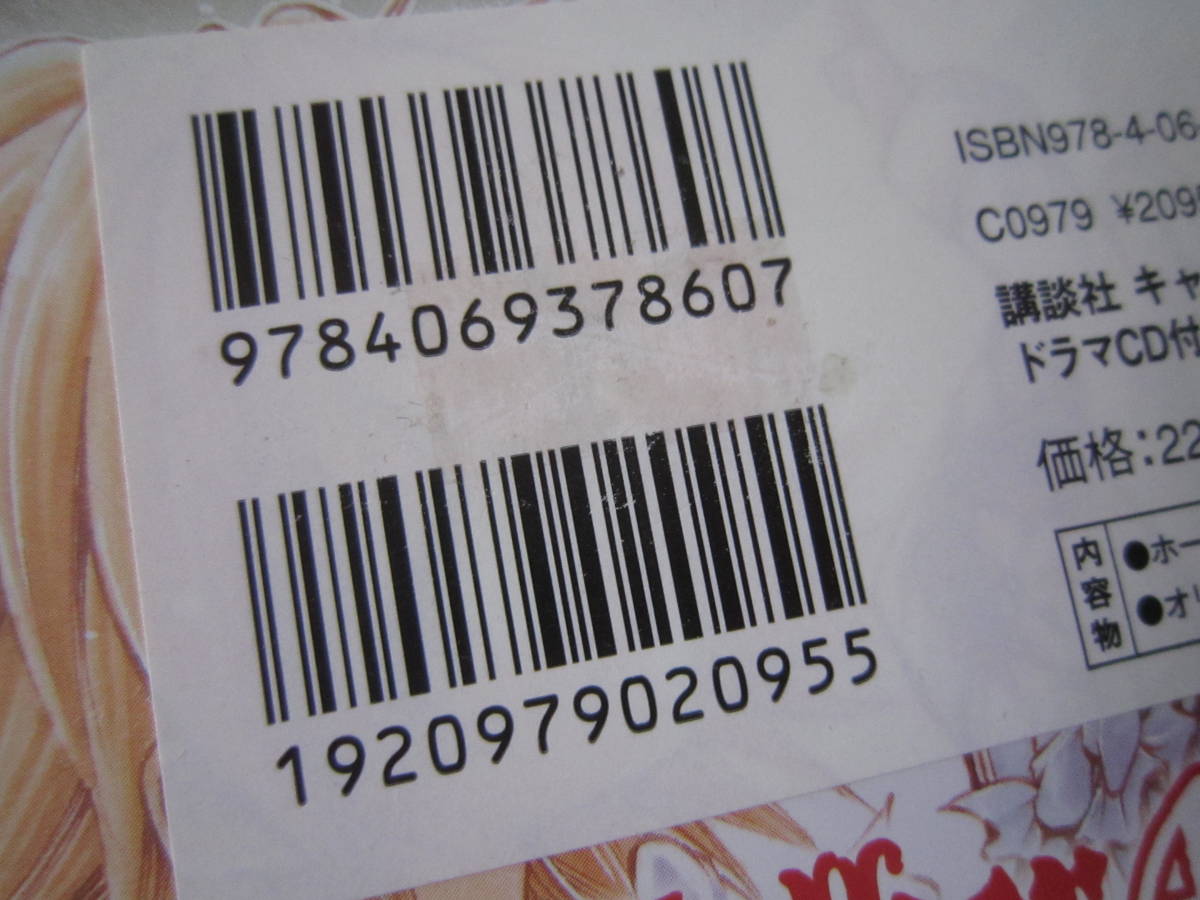 9784069378607
1920979020955
ISBN978-4-06
C0979 ¥209
講談社 キャ
ドラマCD付
価格:22
内容物
●ホー
●オ